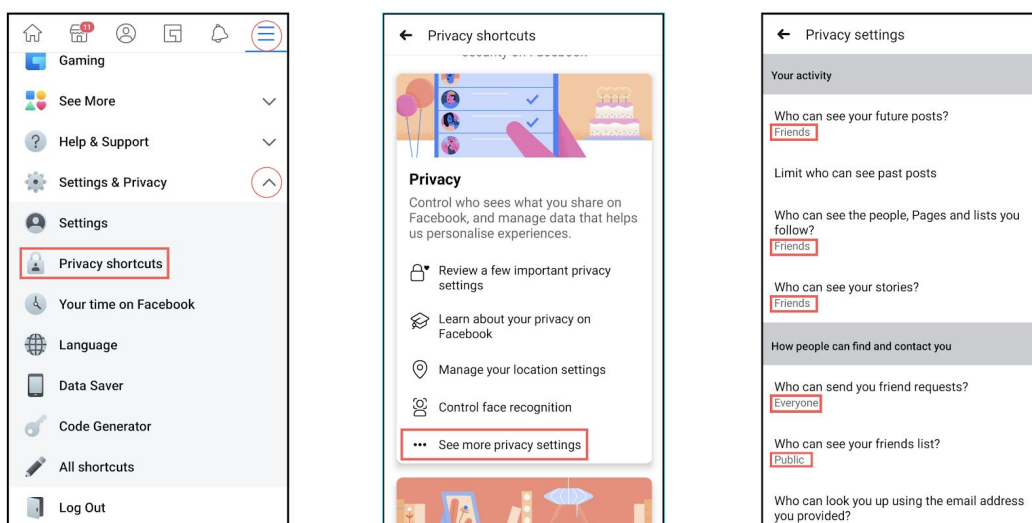 11
Gaming
See More
Help & Support
Settings & Privacy
Settings
Privacy shortcuts
Your time on Facebook
Language
Data Saver
Code Generator
All shortcuts
Log Out
Privacy shortcuts
Privacy
Control who sees what you share on
Facebook, and manage data that helps
us personalise experiences.
Review a few important privacy
settings
Learn about your privacy on
Facebook
Manage your location settings
Control face recognition
See more privacy settings
Privacy settings
Your activity
Who can see your future posts?
Friends
Limit who can see past posts
Who can see the people, Pages and lists you
follow?
Friends
Who can see your stories?
Friends
How people can find and contact you
Who can send you friend requests?
Everyone
Who can see your friends list?
Public
Who can look you up using the email address
you provided?